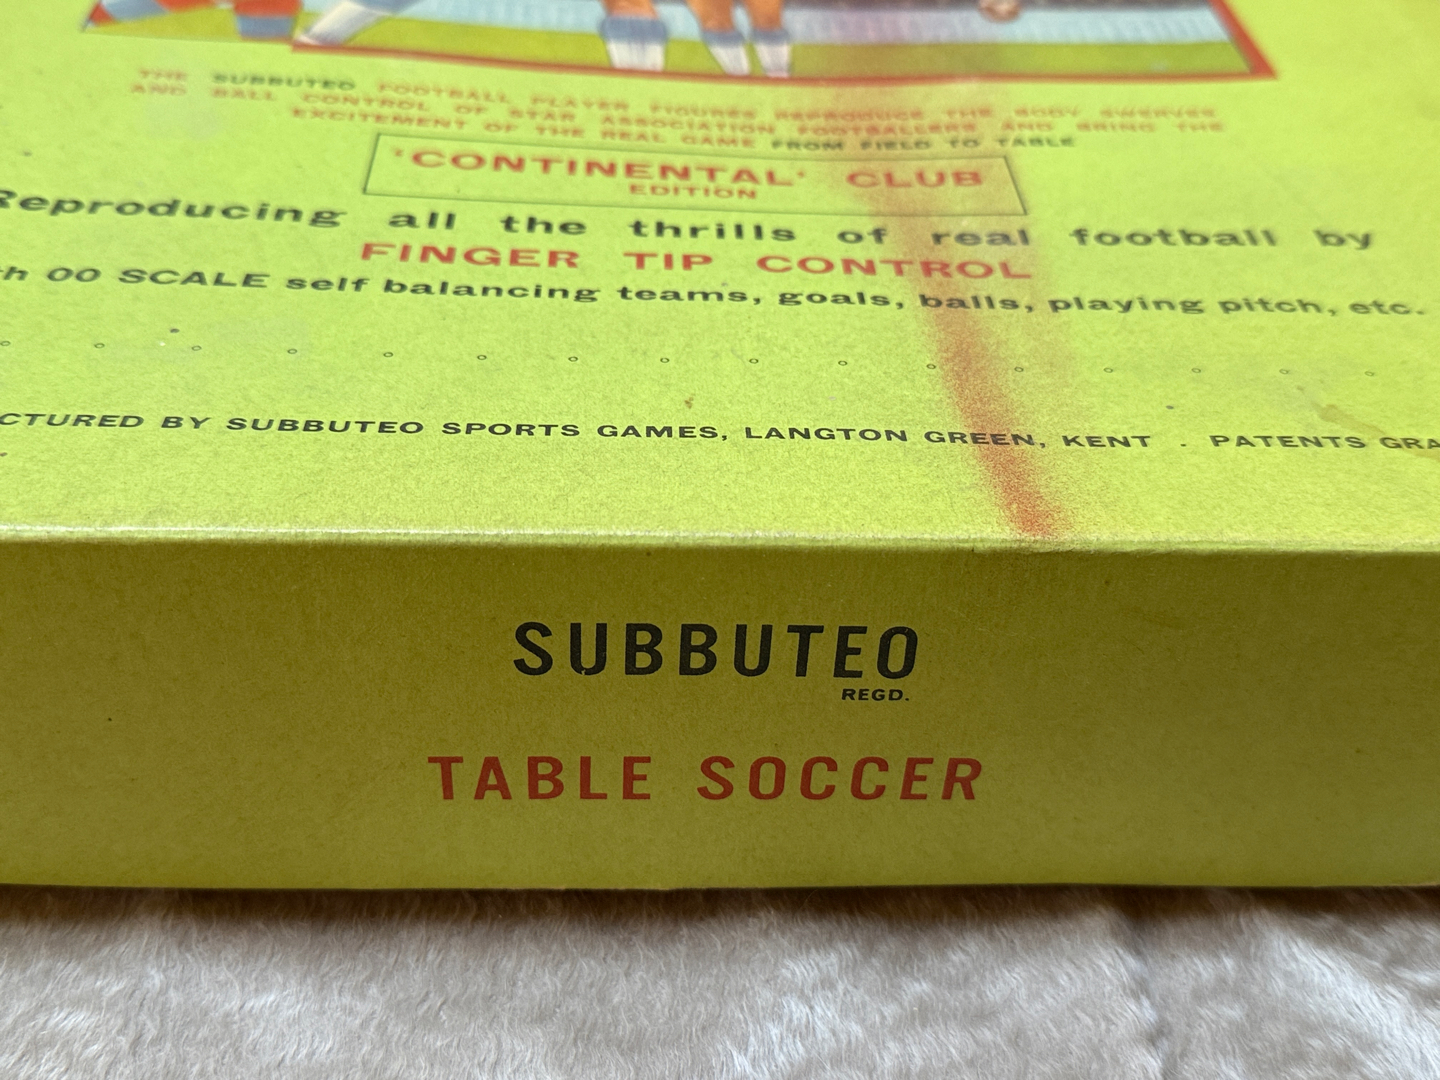 THE SUBBUTEO FOOTBALL PLAYER FIGURES REPRODUCE THE BODY SWERVES
AND BALL CONTROL OF STAR ASSOCIATION FOOTBALLERS AND BRING THE
EXCITEMENT OF THE REAL GAME FROM FIELD TO TABLE
'CONTINENTAL' CLUB
EDITION
Reproducing all the thrills of real football by
FINGER TIP CONTROL
th OO SCALE self balancing teams, goals, balls, playing pitch, etc.
CTURED BY SUBBUTEO SPORTS GAMES, LANGTON GREEN, KENT . PATENTS GRA
SUBBUTEO
REGD.
TABLE SOCCER